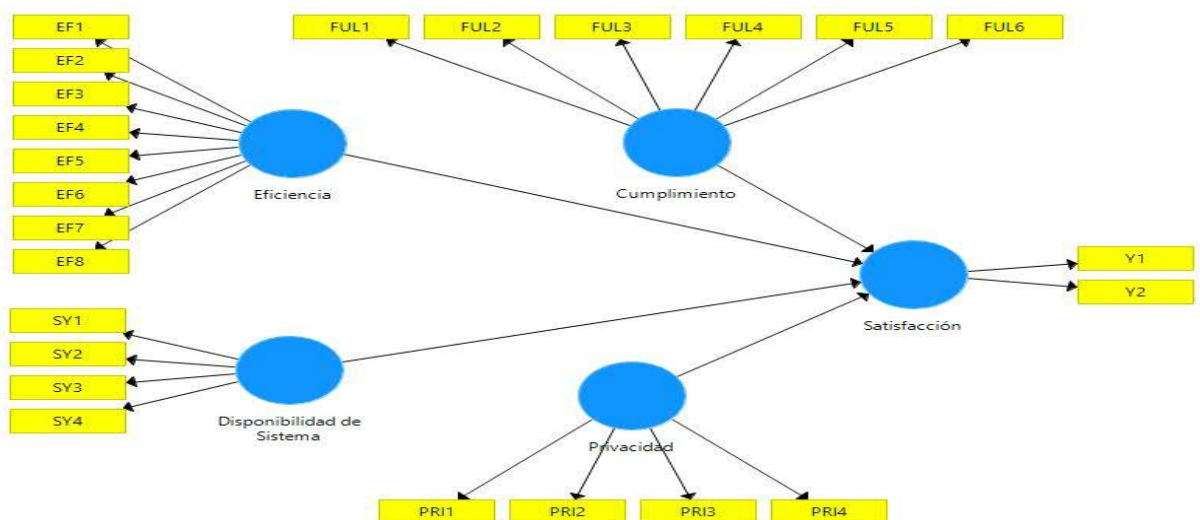 EF1
EF2
EF3
EF4
EF5
EF6
EF7
EF8
Eficiencia
FUL1
FUL2
FUL3
FUL4
FUL5
FUL6
Cumplimiento
Satisfacción
Y1
Y2
SY1
SY2
SY3
SY4
Disponibilidad de
Sistema
Privacidad
PRI1
PRI2
PRI3
PRI4